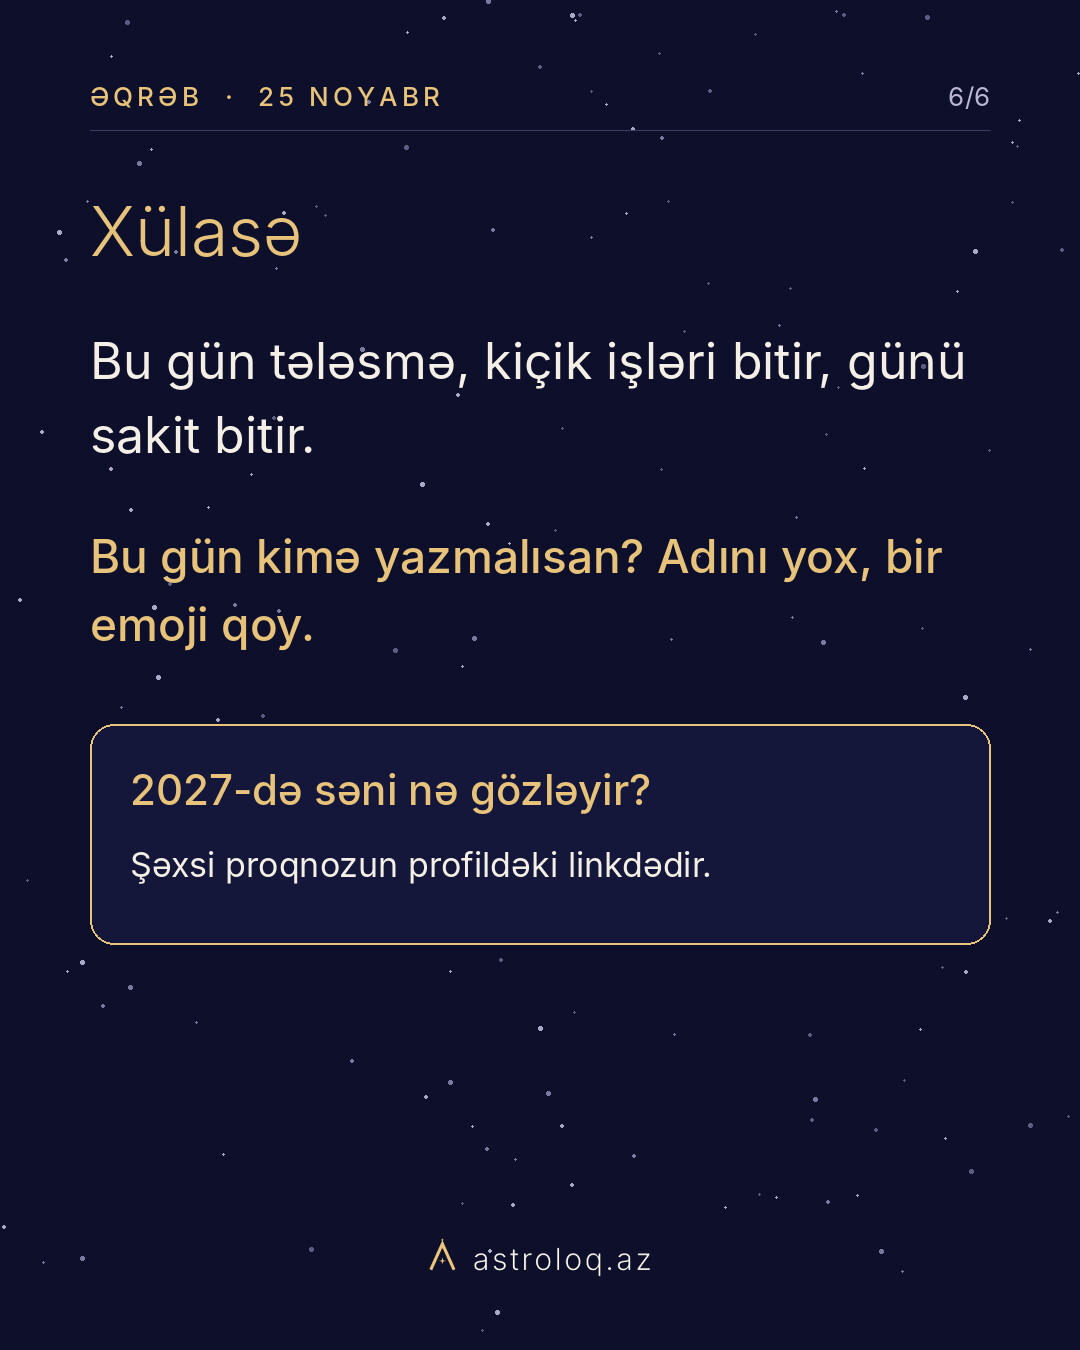 ƏQRƏB · 25 NOYABR
6/6
Xülasə
Bu gün tələsmə, kiçik işləri bitir, günü
sakit bitir.
Bu gün kimə yazmalısan? Adını yox, bir
emoji qoy.
2027-də səni nə gözləyir?
Şəxsi proqnozun profildəki linkdədir.
astroloq.az